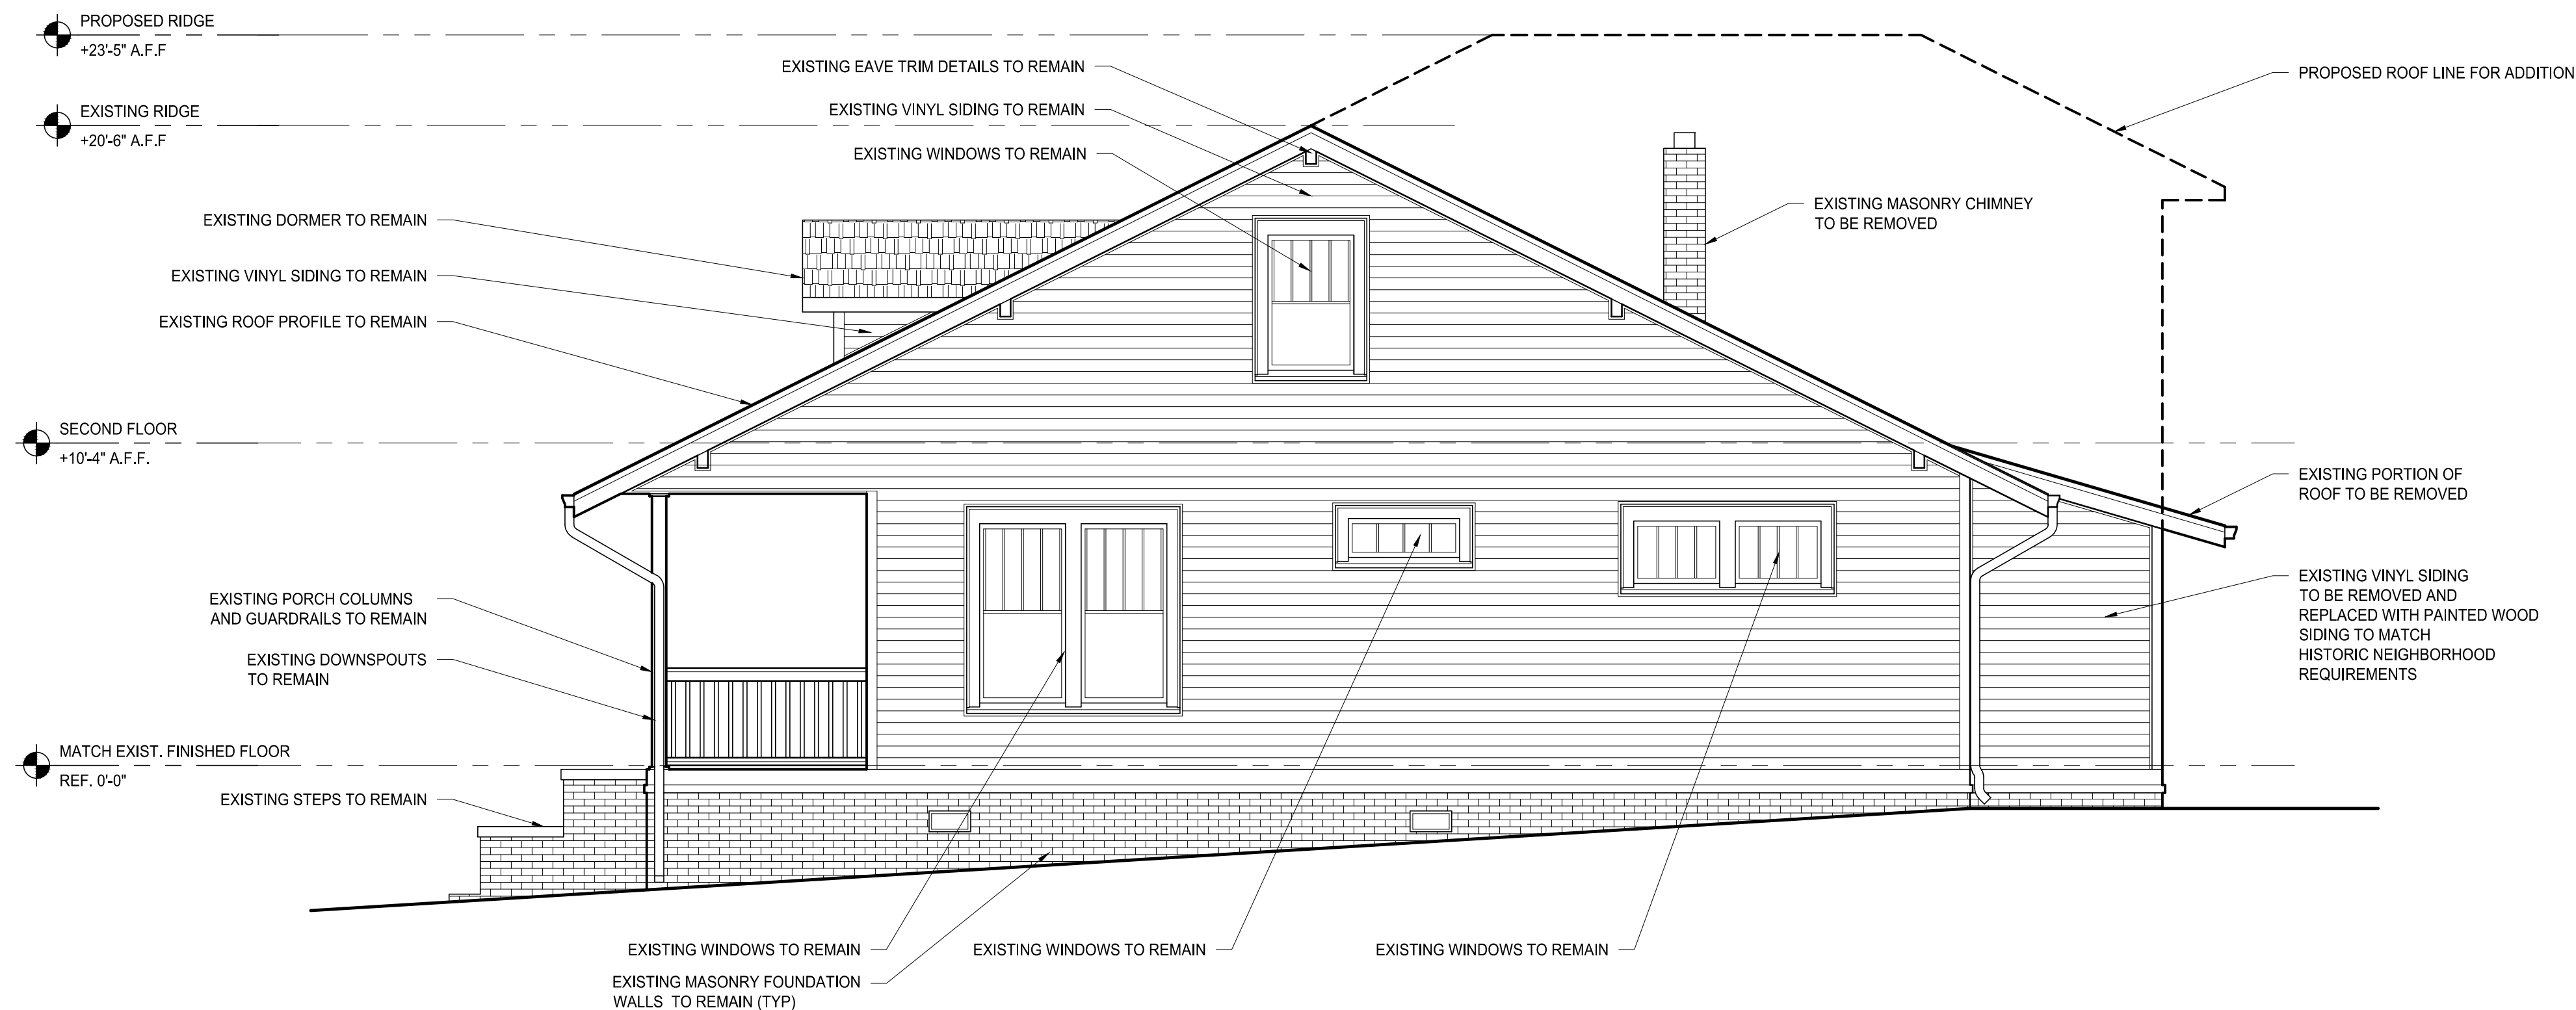 PROPOSED RIDGE
+23'-5" A.F.F
EXISTING RIDGE
+20'-6" A.F.F
EXISTING EAVE TRIM DETAILS TO REMAIN
EXISTING VINYL SIDING TO REMAIN
EXISTING WINDOWS TO REMAIN
PROPOSED ROOF LINE FOR ADDITION
EXISTING MASONRY CHIMNEY
TO BE REMOVED
EXISTING DORMER TO REMAIN
EXISTING VINYL SIDING TO REMAIN
EXISTING ROOF PROFILE TO REMAIN
SECOND FLOOR
+10'-4" A.F.F.
EXISTING PORTION OF
ROOF TO BE REMOVED
EXISTING VINYL SIDING
TO BE REMOVED AND
REPLACED WITH PAINTED WOOD
SIDING TO MATCH
HISTORIC NEIGHBORHOOD
REQUIREMENTS
EXISTING PORCH COLUMNS
AND GUARDRAILS TO REMAIN
EXISTING DOWNSPOUTS
TO REMAIN
MATCH EXIST. FINISHED FLOOR
REF. 0'-0"
EXISTING STEPS TO REMAIN
EXISTING WINDOWS TO REMAIN
EXISTING WINDOWS TO REMAIN
EXISTING WINDOWS TO REMAIN
EXISTING MASONRY FOUNDATION
WALLS TO REMAIN (TYP)